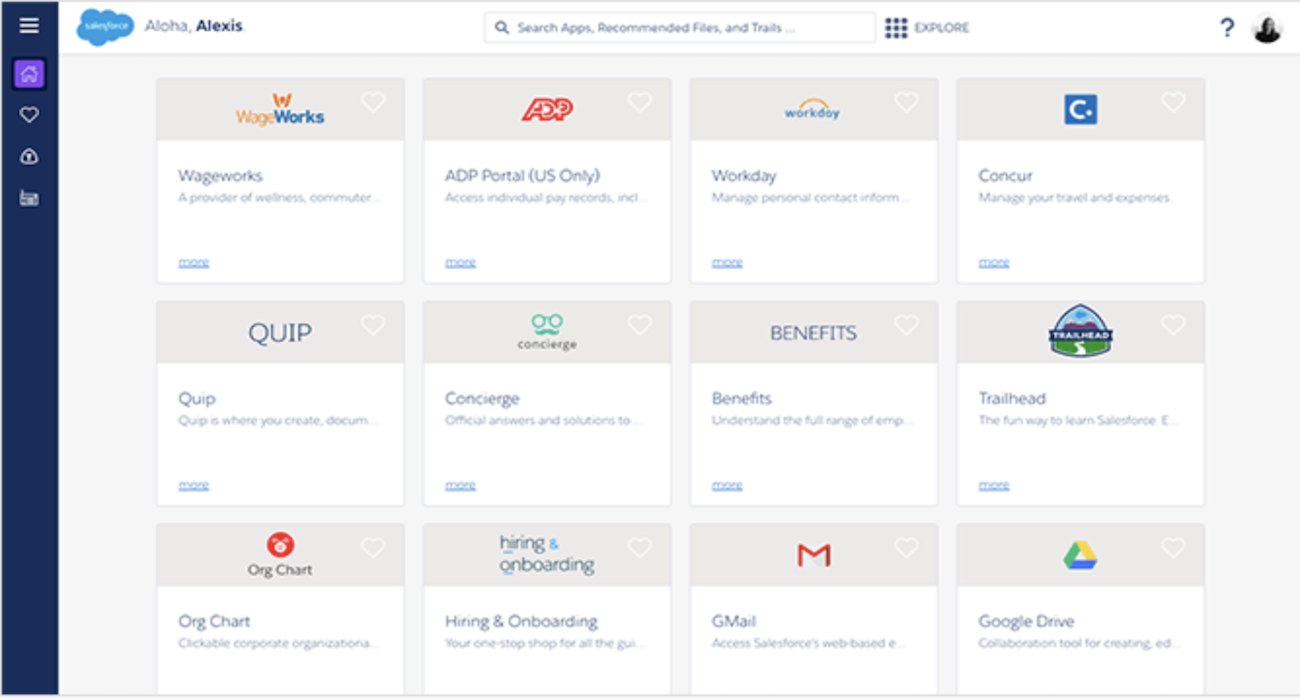 salesforce
Aloha, Alexis.
Search Apps, Recommended Files, and Trails ...
EXPLORE
?
WageWorks
ADP
workday
C.
Wageworks
ADP Portal (US Only)
Workday
Concur
A provider of wellness, commuter...
Access individual pay records, incl...
Manage personal contact inform...
Manage your travel and expenses.
more
more
more
more
QUIP
concierge
BENEFITS
TRAILHEAD
Quip
Concierge
Benefits
Trailhead
Quip is where you create, docum...
Official answers and solutions to ...
Understand the full range of emp...
The fun way to learn Salesforce. E...
more
more
more
more
Org Chart
hiring &
onboarding
Org Chart
Hiring & Onboarding
GMail
Google Drive
Clickable corporate organizationa...
Your one-stop shop for all the gui...
Access Salesforce's web-based e...
Collaboration tool for creating, ed...